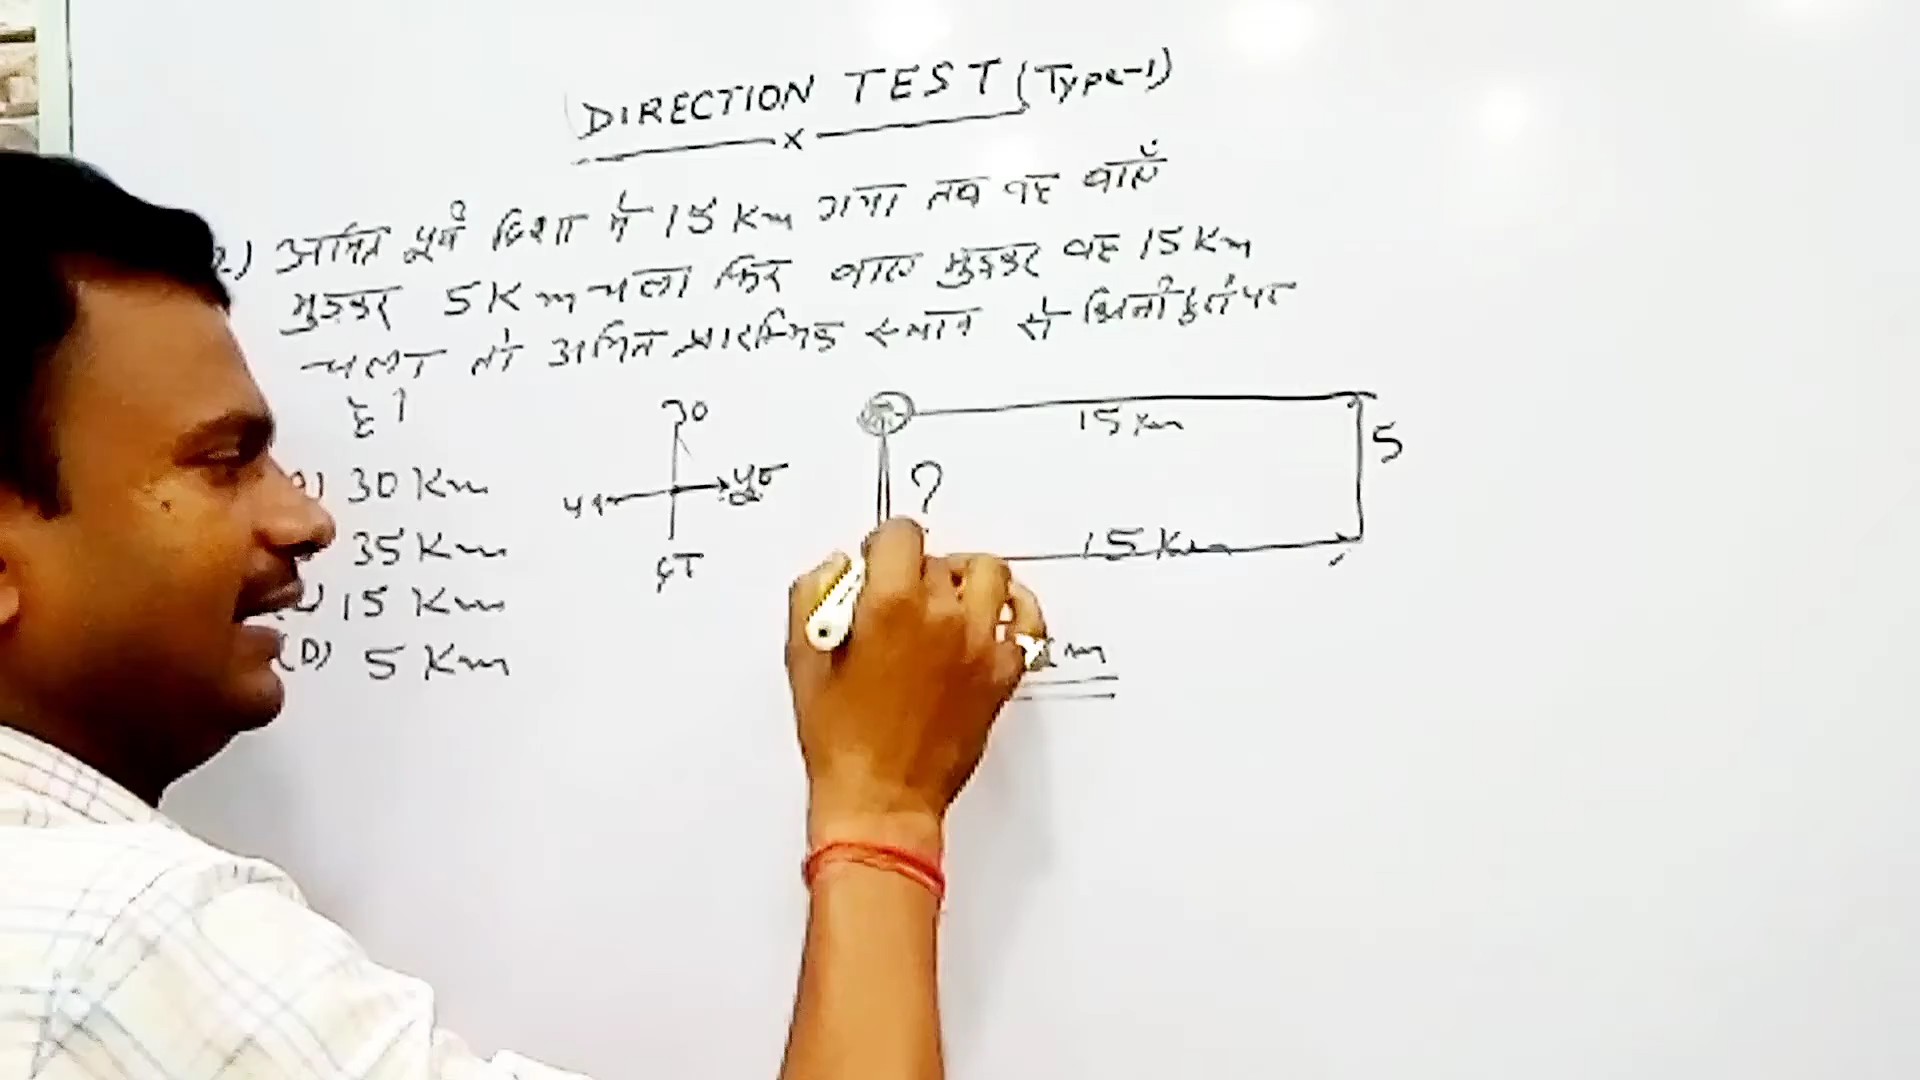 DIRECTION TEST (Type-1)
x
2.) अमित पूर्व दिशा में 15 Km गया तब वह बाएँ
मुड़कर 5 Km चला फिर बाएं मुड़कर वह 15 Km
चला तो अमित प्रारम्भिक स्थान से कितनी दूरी पर
है ?
) 30 Km
35 Km
) 15 Km
(D) 5 Km
उ0
प0
पूर्व
द0
15 Km
5
?
15 Km
Km